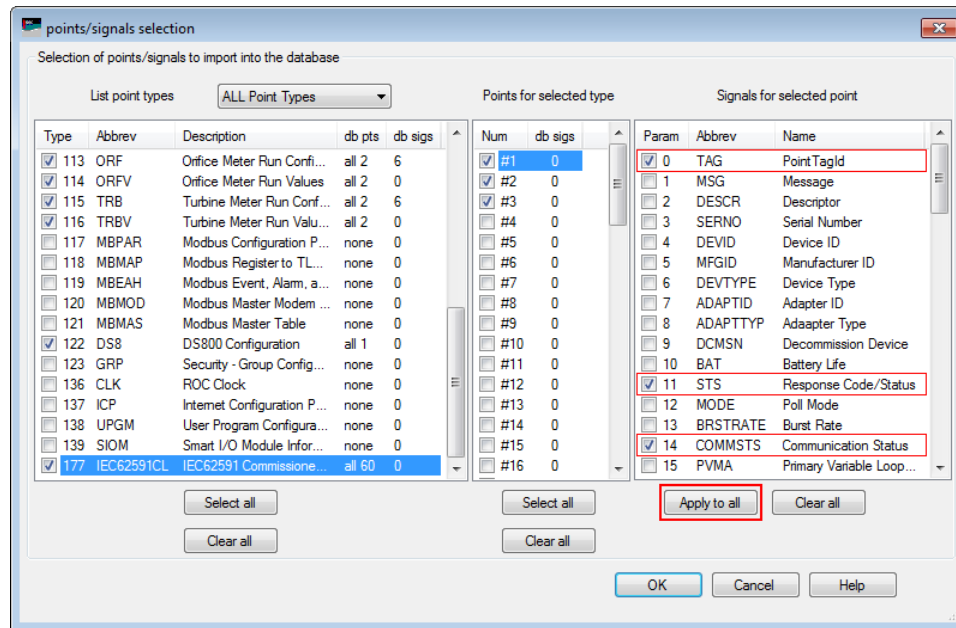 points/signals selection
Selection of points/signals to import into the database
List point types ALL Point Types Points for selected type Signals for selected point
Type Abbrev Description db pts db sigs Num db sigs Param Abbrev Name
113 ORF Orifice Meter Run Confi... all 2 6 #1 0 0 TAG PointTagId
114 ORFV Orifice Meter Run Values all 2 0 #2 0 1 MSG Message
115 TRB Turbine Meter Run Conf... all 2 6 #3 0 2 DESCR Descriptor
116 TRBV Turbine Meter Run Valu... all 2 0 #4 0 3 SERNO Serial Number
117 MBPAR Modbus Configuration P... none 0 #5 0 4 DEVID Device ID
118 MBMAP Modbus Register to TL... none 0 #6 0 5 MFGID Manufacturer ID
119 MBEAH Modbus Event, Alarm, a... none 0 #7 0 6 DEVTYPE Device Type
120 MBMOD Modbus Master Modem ... none 0 #8 0 7 ADAPTID Adapter ID
121 MBMAS Modbus Master Table none 0 #9 0 8 ADAPTTYP Adaapter Type
122 DS8 DS800 Configuration all 1 0 #10 0 9 DCMSN Decommission Device
123 GRP Security - Group Config... none 0 #11 0 10 BAT Battery Life
136 CLK ROC Clock none 0 #12 0 11 STS Response Code/Status
137 ICP Internet Configuration P... none 0 #13 0 12 MODE Poll Mode
138 UPGM User Program Configura... none 0 #14 0 13 BRSTRATE Burst Rate
139 SIOM Smart I/O Module Infor... none 0 #15 0 14 COMMSTS Communication Status
177 IEC62591CL IEC62591 Commissione... all 60 0 #16 0 15 PVMA Primary Variable Loop...
Select all Select all Apply to all Clear all
Clear all Clear all
OK Cancel Help